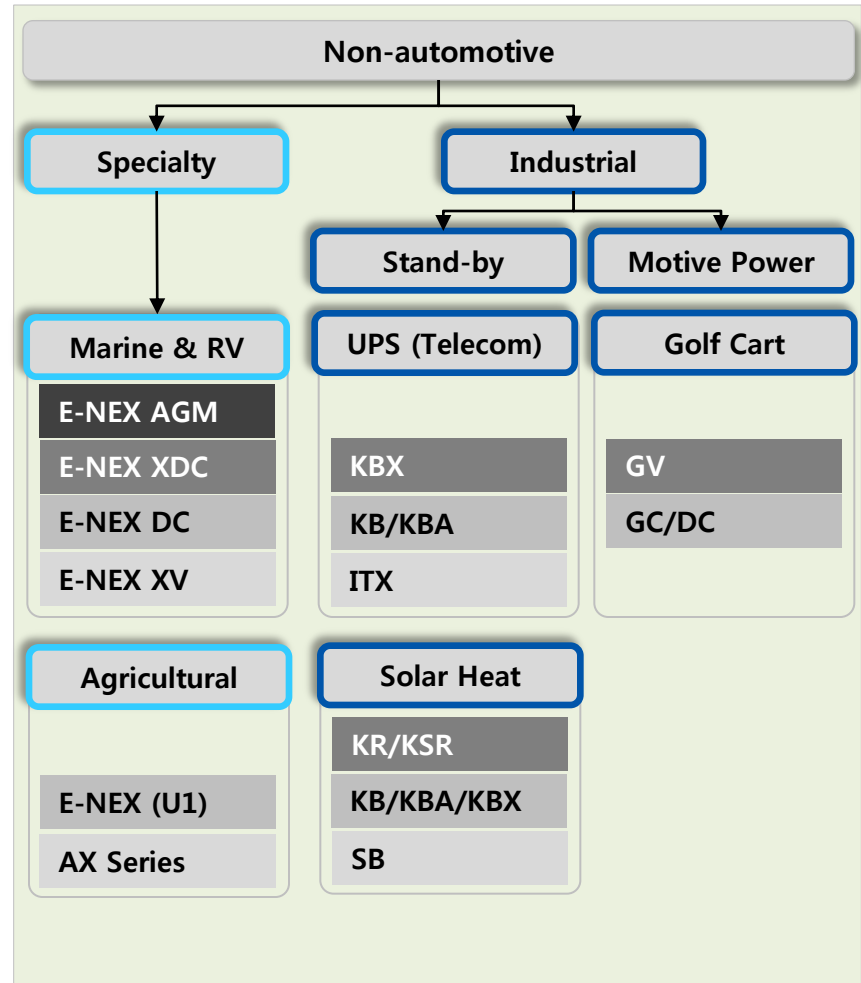 Non-automotive
Specialty
Industrial
Stand-by
Motive Power
Marine & RV
E-NEX AGM
E-NEX XDC
E-NEX DC
E-NEX XV
UPS (Telecom)
KBX
KB/KBA
ITX
Golf Cart
GV
GC/DC
Agricultural
E-NEX (U1)
AX Series
Solar Heat
KR/KSR
KB/KBA/KBX
SB